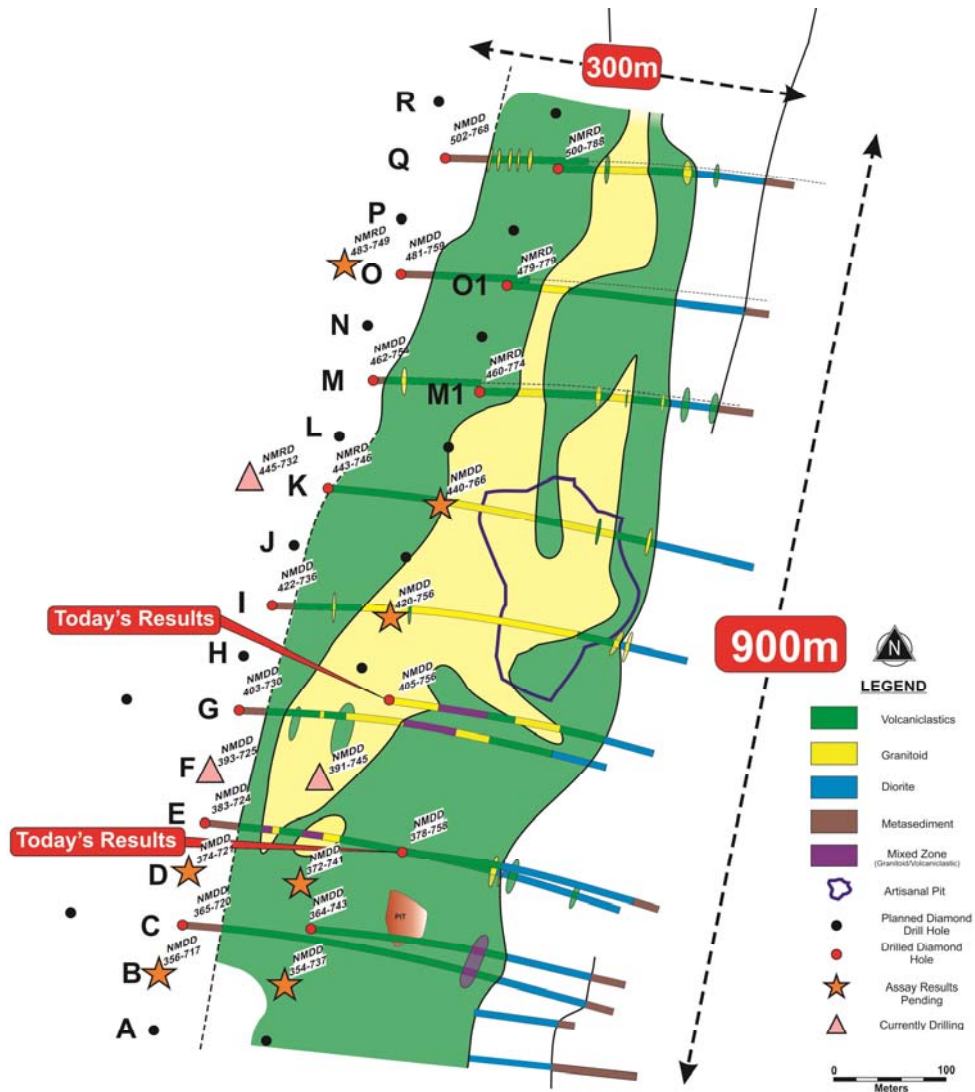 300m
R
NMDD
502-768
NMRD
500-788
Q
P
NMRD
483-749
NMDD
481-759
NMRD
479-779
O
O1
N
NMDD
462-754
NMRD
460-774
M
M1
L
NMRD
445-732
NMRD
443-746
NMDD
440-766
K
J
NMDD
422-736
NMDD
420-756
I
Today's Results
H
NMDD
403-730
NMDD
405-756
G
NMDD
393-725
NMDD
391-745
F
NMDD
383-724
E
Today's Results
NMDD
378-758
NMDD
374-721
NMDD
372-741
D
NMDD
365-720
NMDD
364-743
C
PIT
NMDD
356-717
NMDD
354-737
B
A
900m
N
LEGEND
Volcaniclastics
Granitoid
Diorite
Metasediment
Mixed Zone
(Granitoid/Volcaniclastic)
Artisanal Pit
Planned Diamond
Drill Hole
Drilled Diamond
Hole
Assay Results
Pending
Currently Drilling
0 100
Meters